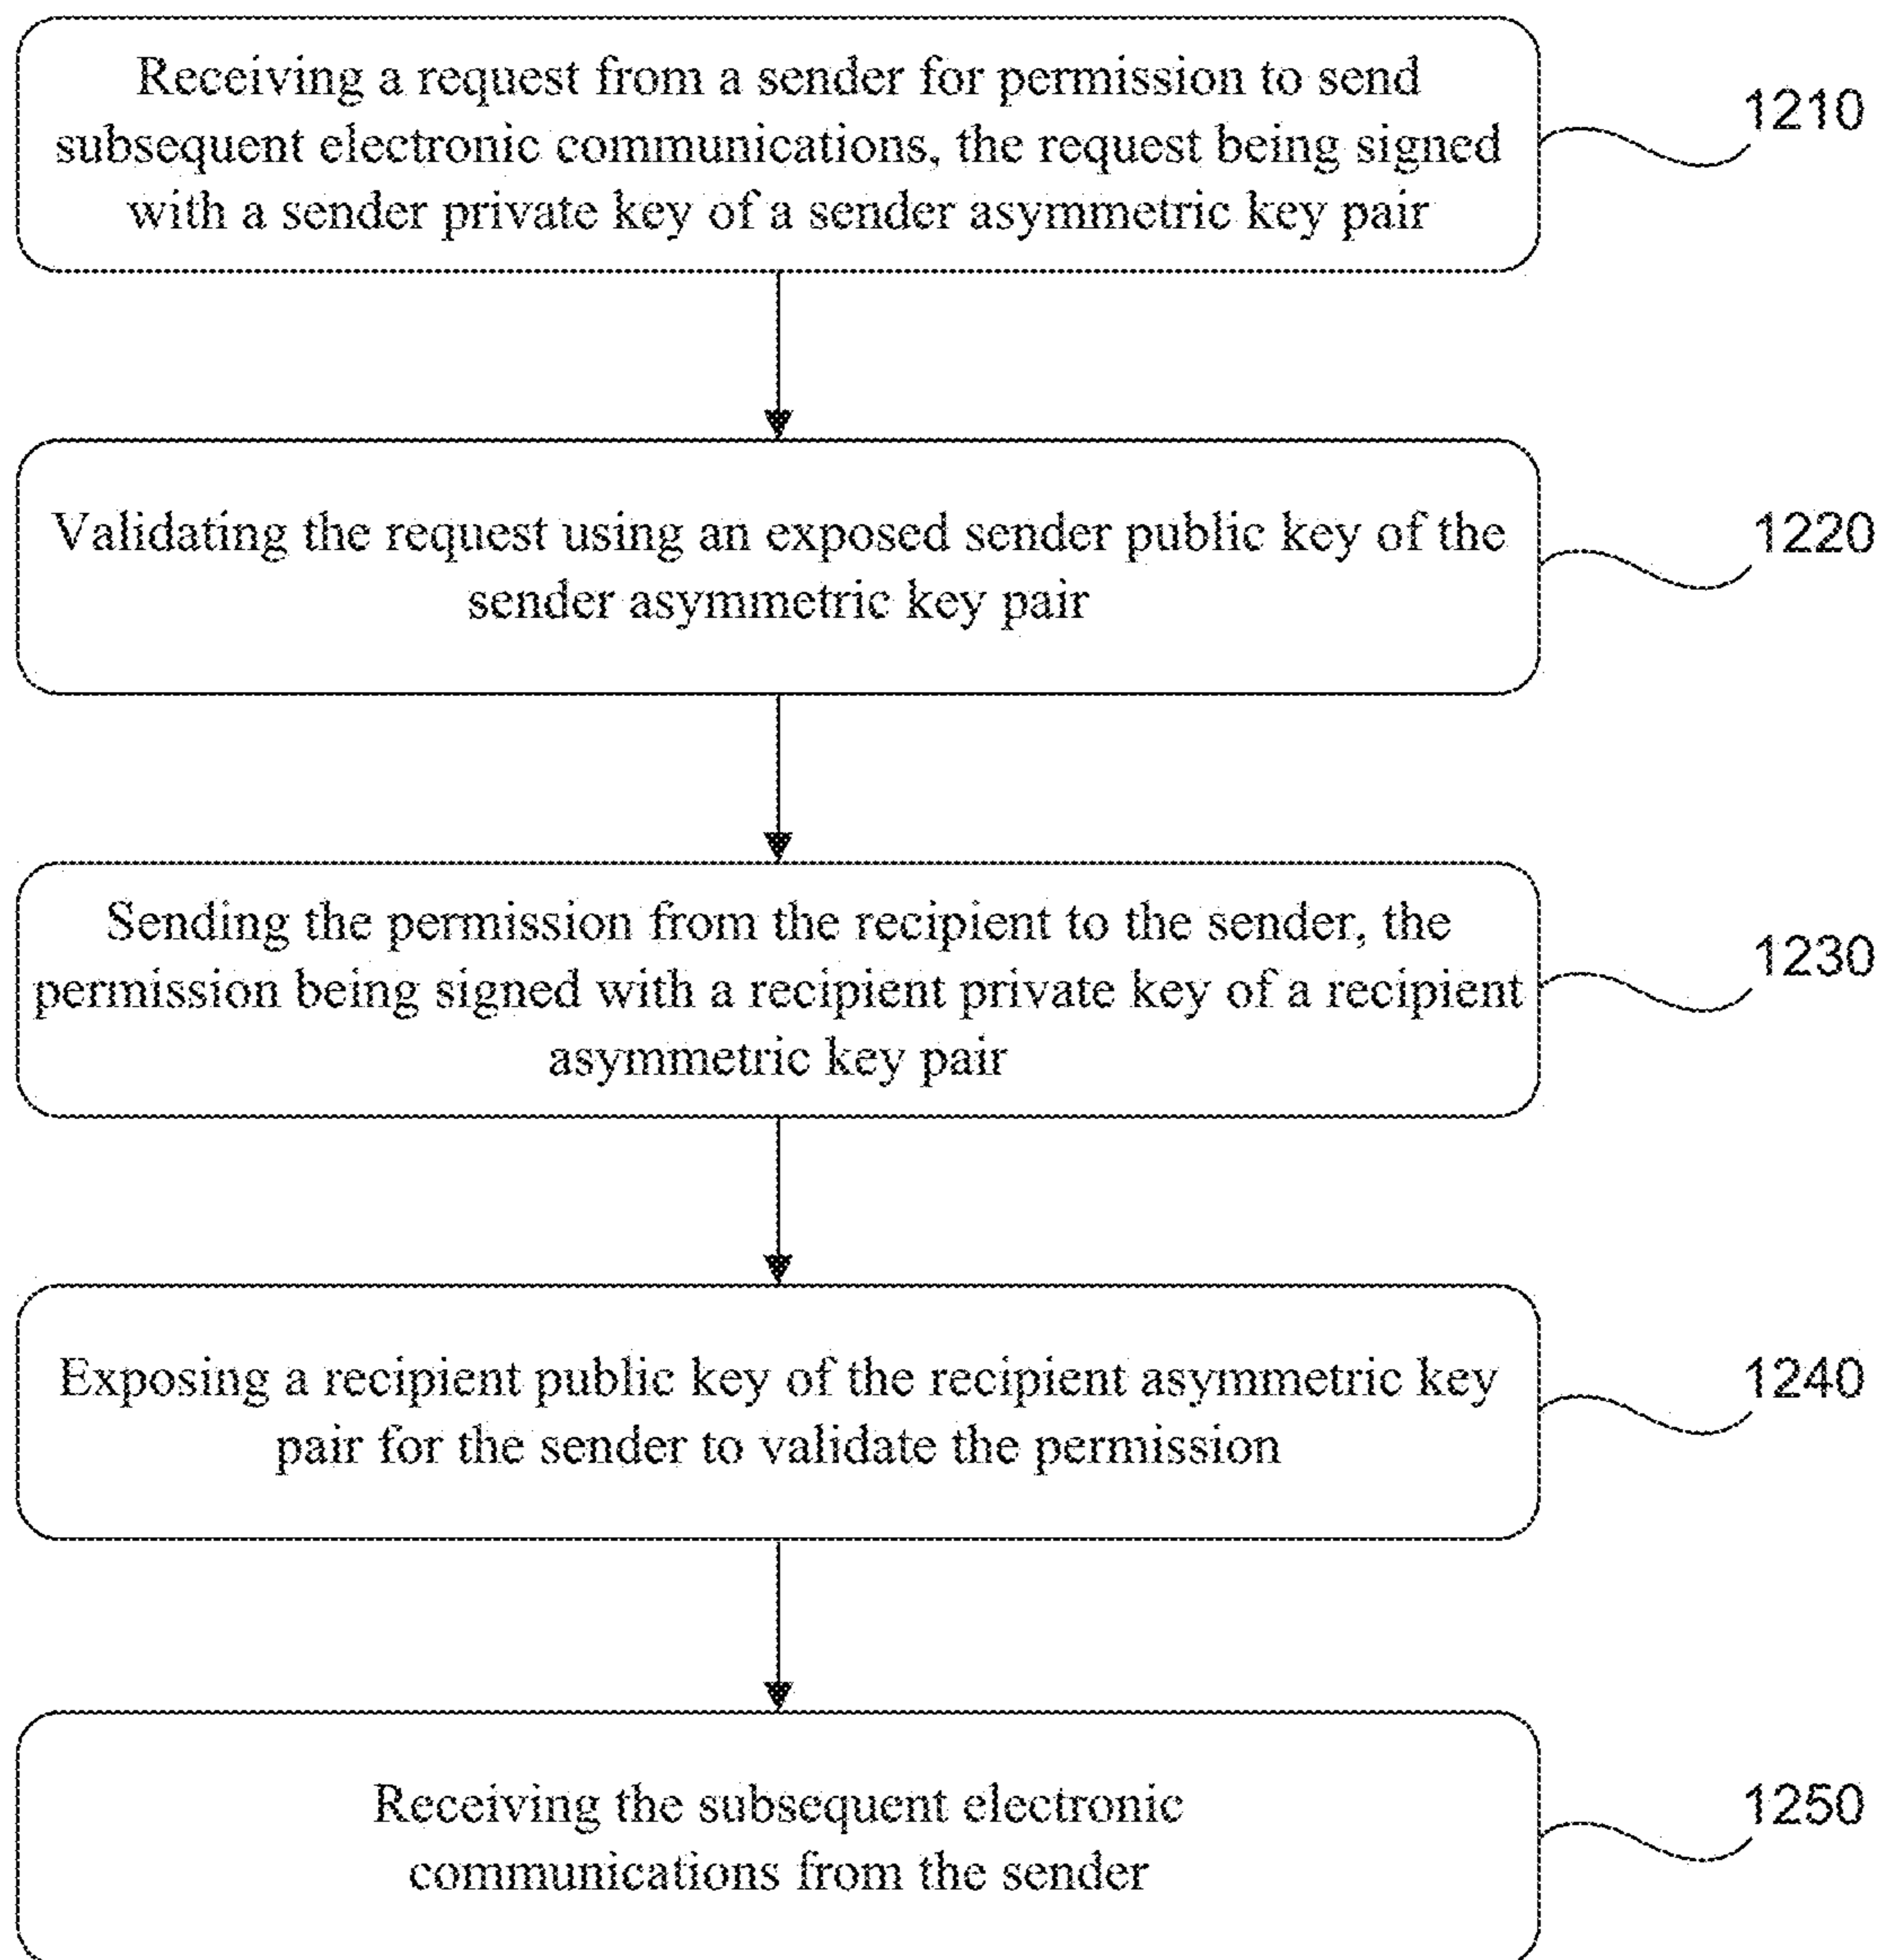 Receiving a request from a sender for permission to send
subsequent electronic communications, the request being signed
with a sender private key of a sender asymmetric key pair
1210
Validating the request using an exposed sender public key of the
sender asymmetric key pair
1220
Sending the permission from the recipient to the sender, the
permission being signed with a recipient private key of a recipient
asymmetric key pair
1230
Exposing a recipient public key of the recipient asymmetric key
pair for the sender to validate the permission
1240
Receiving the subsequent electronic
communications from the sender
1250